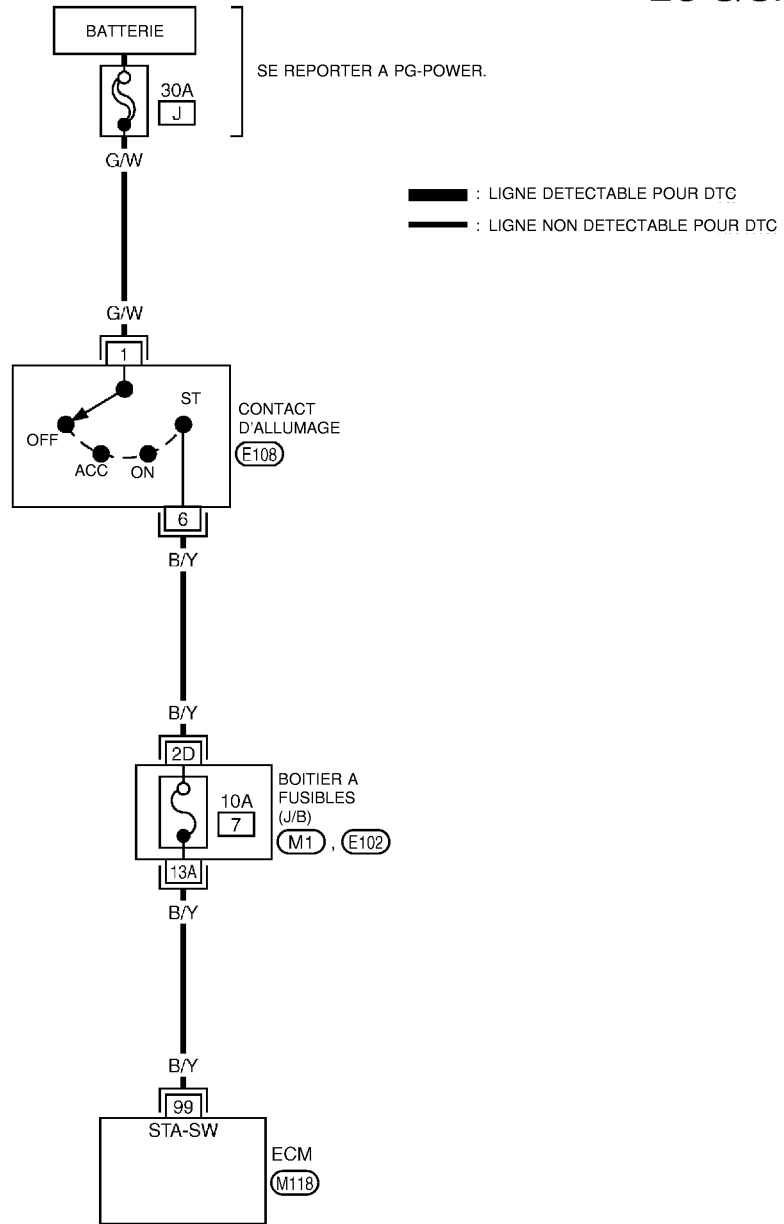 BATTERIE
SE REPORTER A PG-POWER.
30A
J
G/W
: LIGNE DETECTABLE POUR DTC
: LIGNE NON DETECTABLE POUR DTC
G/W
1
ST
OFF
ACC
ON
CONTACT
D'ALLUMAGE
E108
6
B/Y
B/Y
2D
BOITIER A
FUSIBLES
(J/B)
10A
7
M1 , E102
13A
B/Y
B/Y
99
STA-SW
ECM
M118